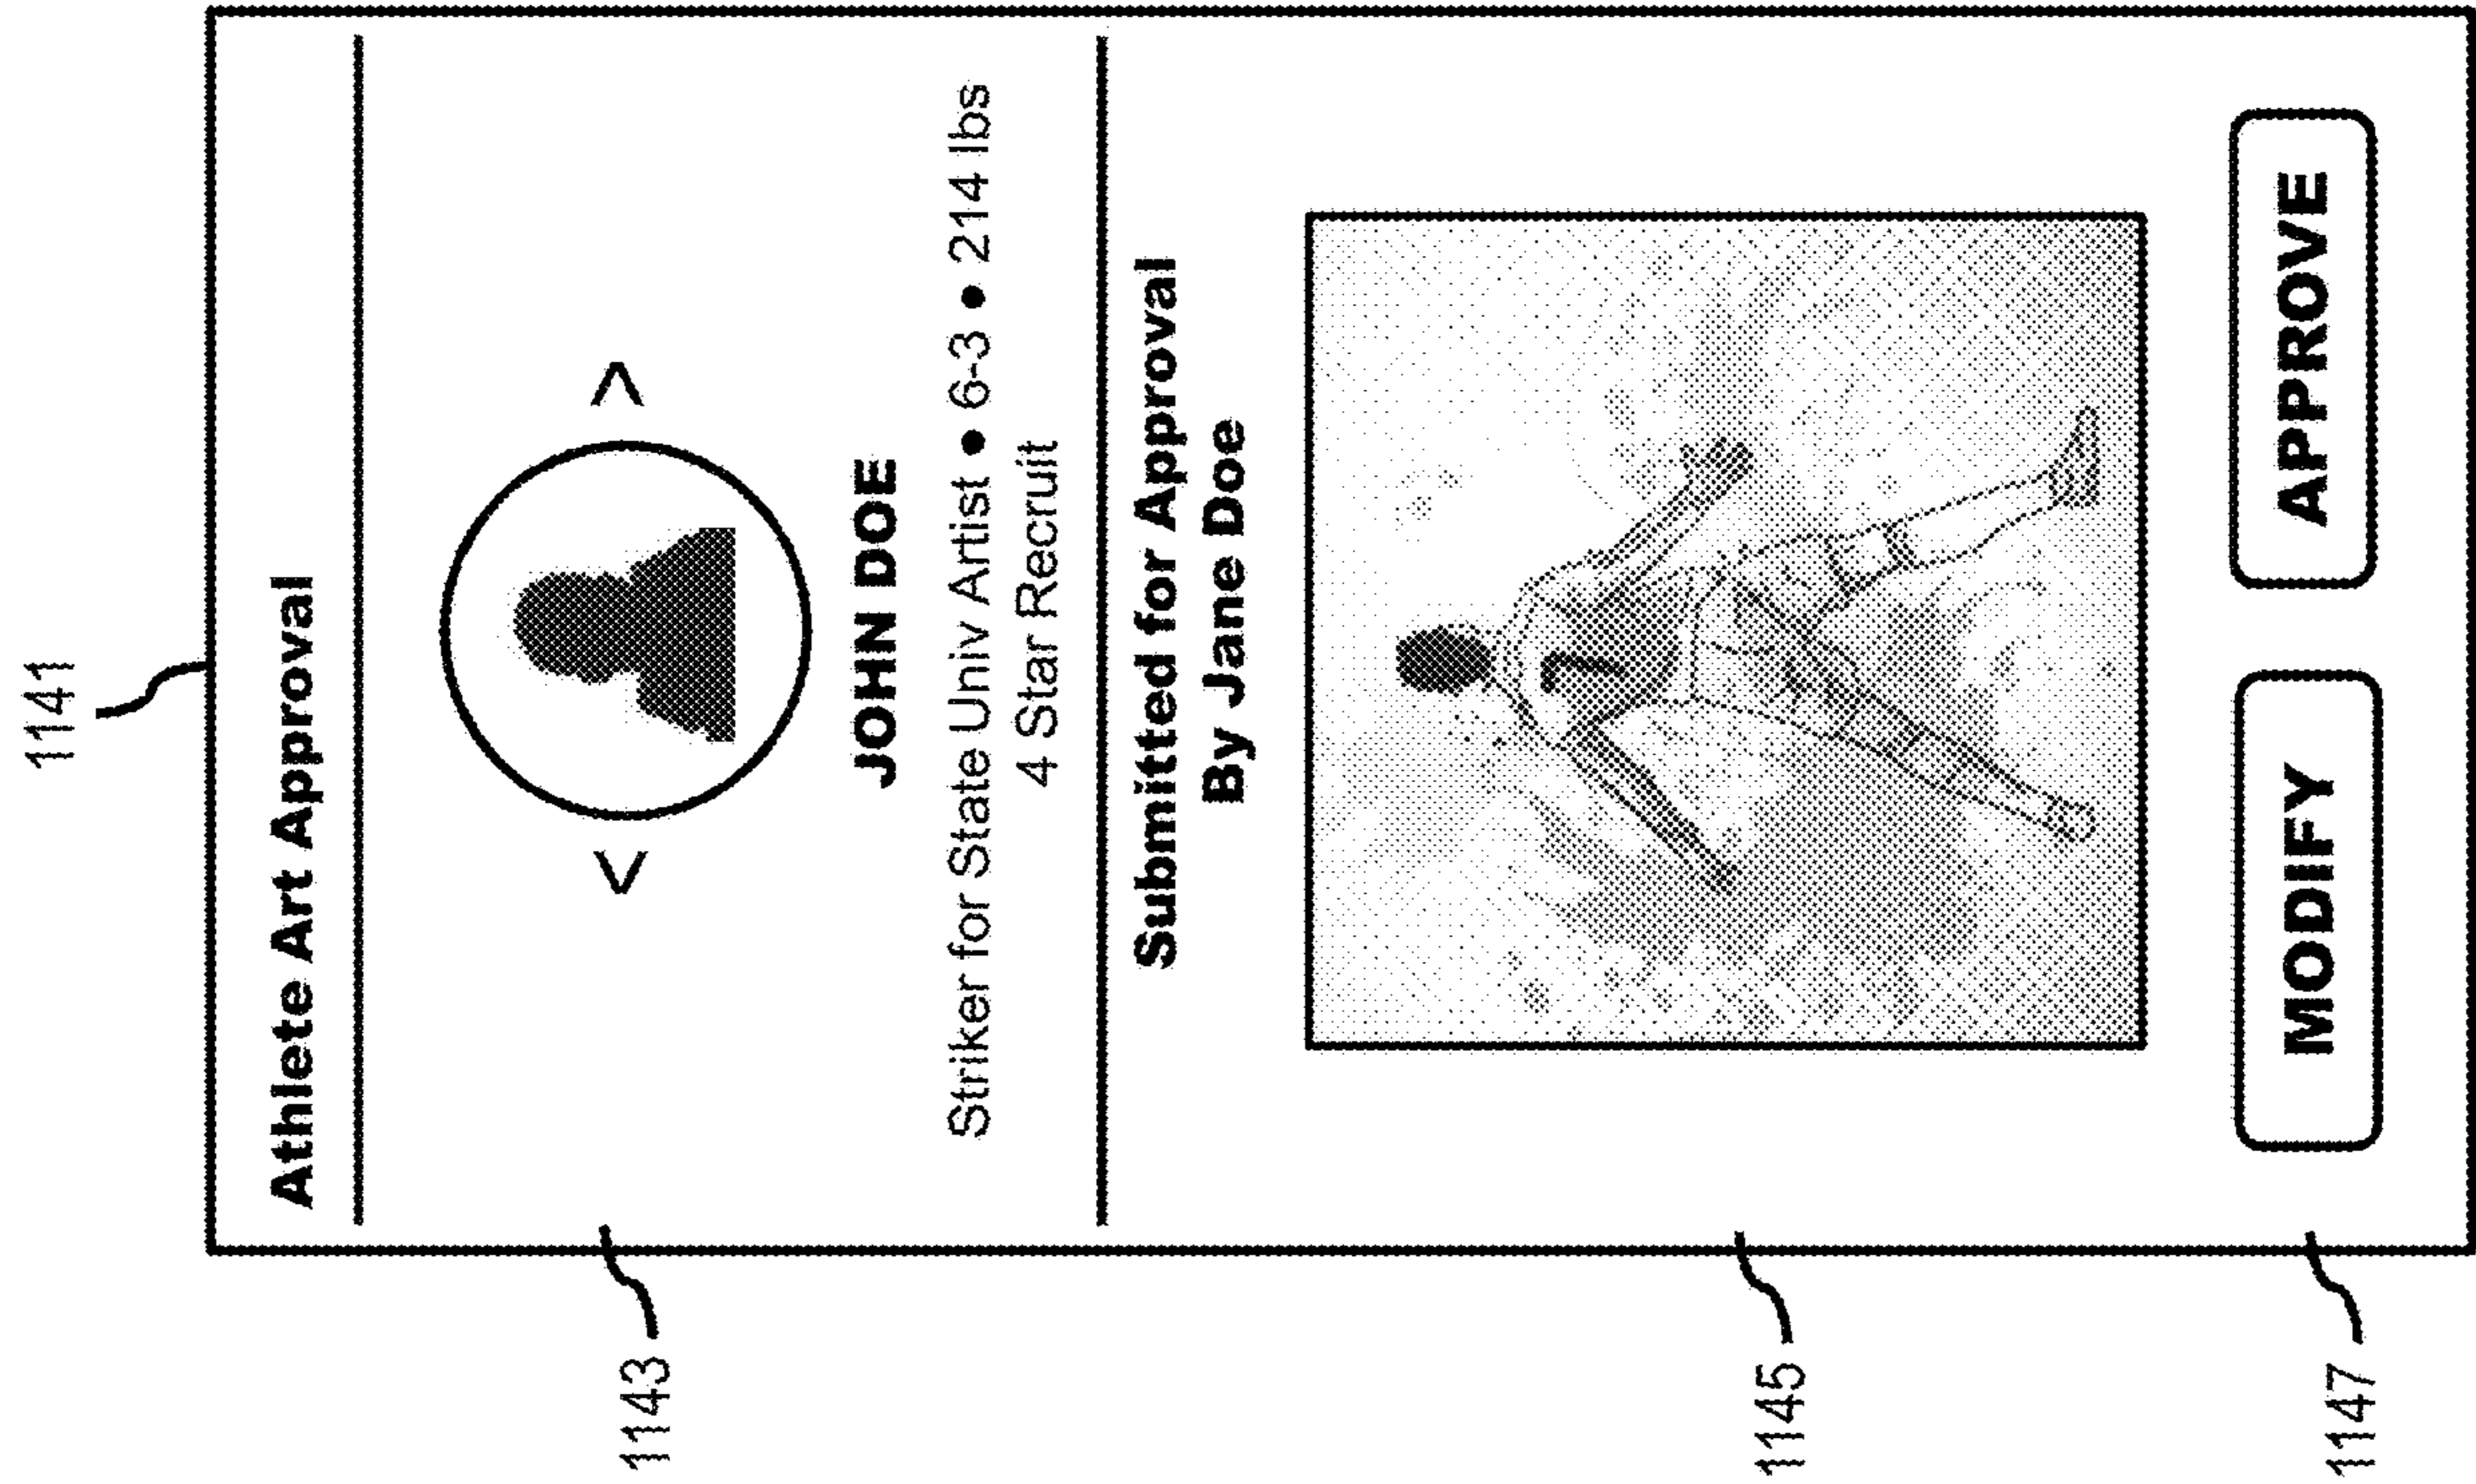 1141
Athlete Art Approval
1143
< >
JOHN DOE
Striker for State Univ Artist ● 6-3 ● 214 lbs
4 Star Recruit
Submitted for Approval
By Jane Doe
1145
7
1147
MODIFY
APPROVE